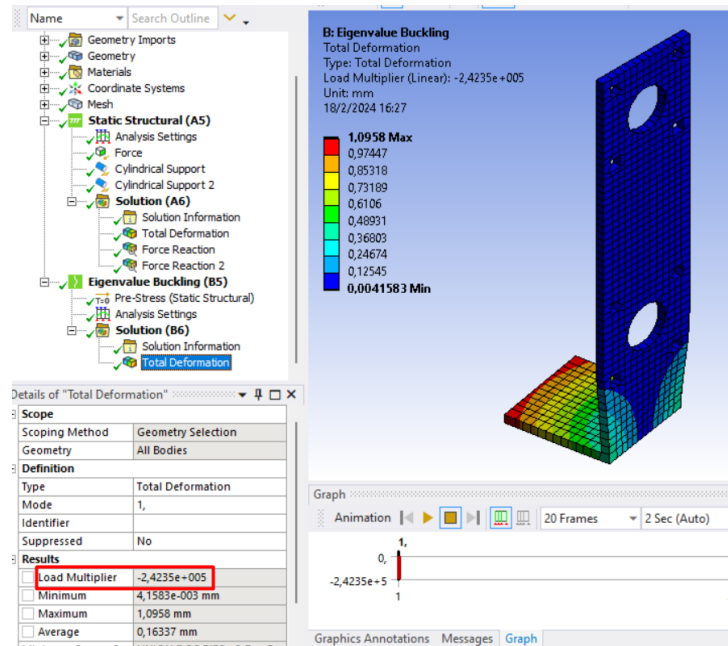 Name
Search Outline
Geometry Imports
Geometry
Materials
Coordinate Systems
Mesh
Static Structural (A5)
Analysis Settings
Force
Cylindrical Support
Cylindrical Support 2
Solution (A6)
Solution Information
Total Deformation
Force Reaction
Force Reaction 2
Eigenvalue Buckling (B5)
T=0 Pre-Stress (Static Structural)
Analysis Settings
Solution (B6)
Solution Information
Total Deformation
Details of "Total Deformation"
Scope
Scoping Method Geometry Selection
Geometry All Bodies
Definition
Type Total Deformation
Mode 1,
Identifier
Suppressed No
Results
Load Multiplier -2,4235e+005
Minimum 4,1583e-003 mm
Maximum 1,0958 mm
Average 0,16337 mm
B: Eigenvalue Buckling
Total Deformation
Type: Total Deformation
Load Multiplier (Linear): -2,4235e+005
Unit: mm
18/2/2024 16:27
1,0958 Max
0,97447
0,85318
0,73189
0,6106
0,48931
0,36803
0,24674
0,12545
0,0041583 Min
Graph
Animation 20 Frames 2 Sec (Auto)
1,
0,
-2,4235e+5
1
Graphics Annotations Messages Graph